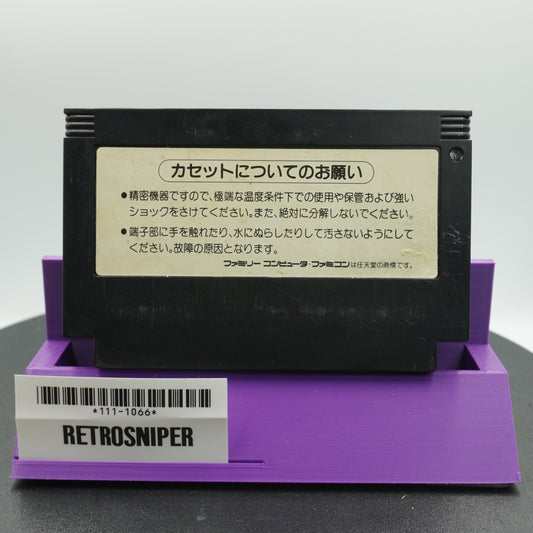 カセットについてのお願い
●精密機器ですので、極端な温度条件下での使用や保管および強い
ショックをさけてください。また、絶対に分解しないでください。
●端子部に手を触れたり、水にぬらしたりして汚さないようにして
ください。故障の原因となります。
ファミリー コンピュータ・ファミコンは任天堂の商標です。
*111-1066*
RETROSNIPER